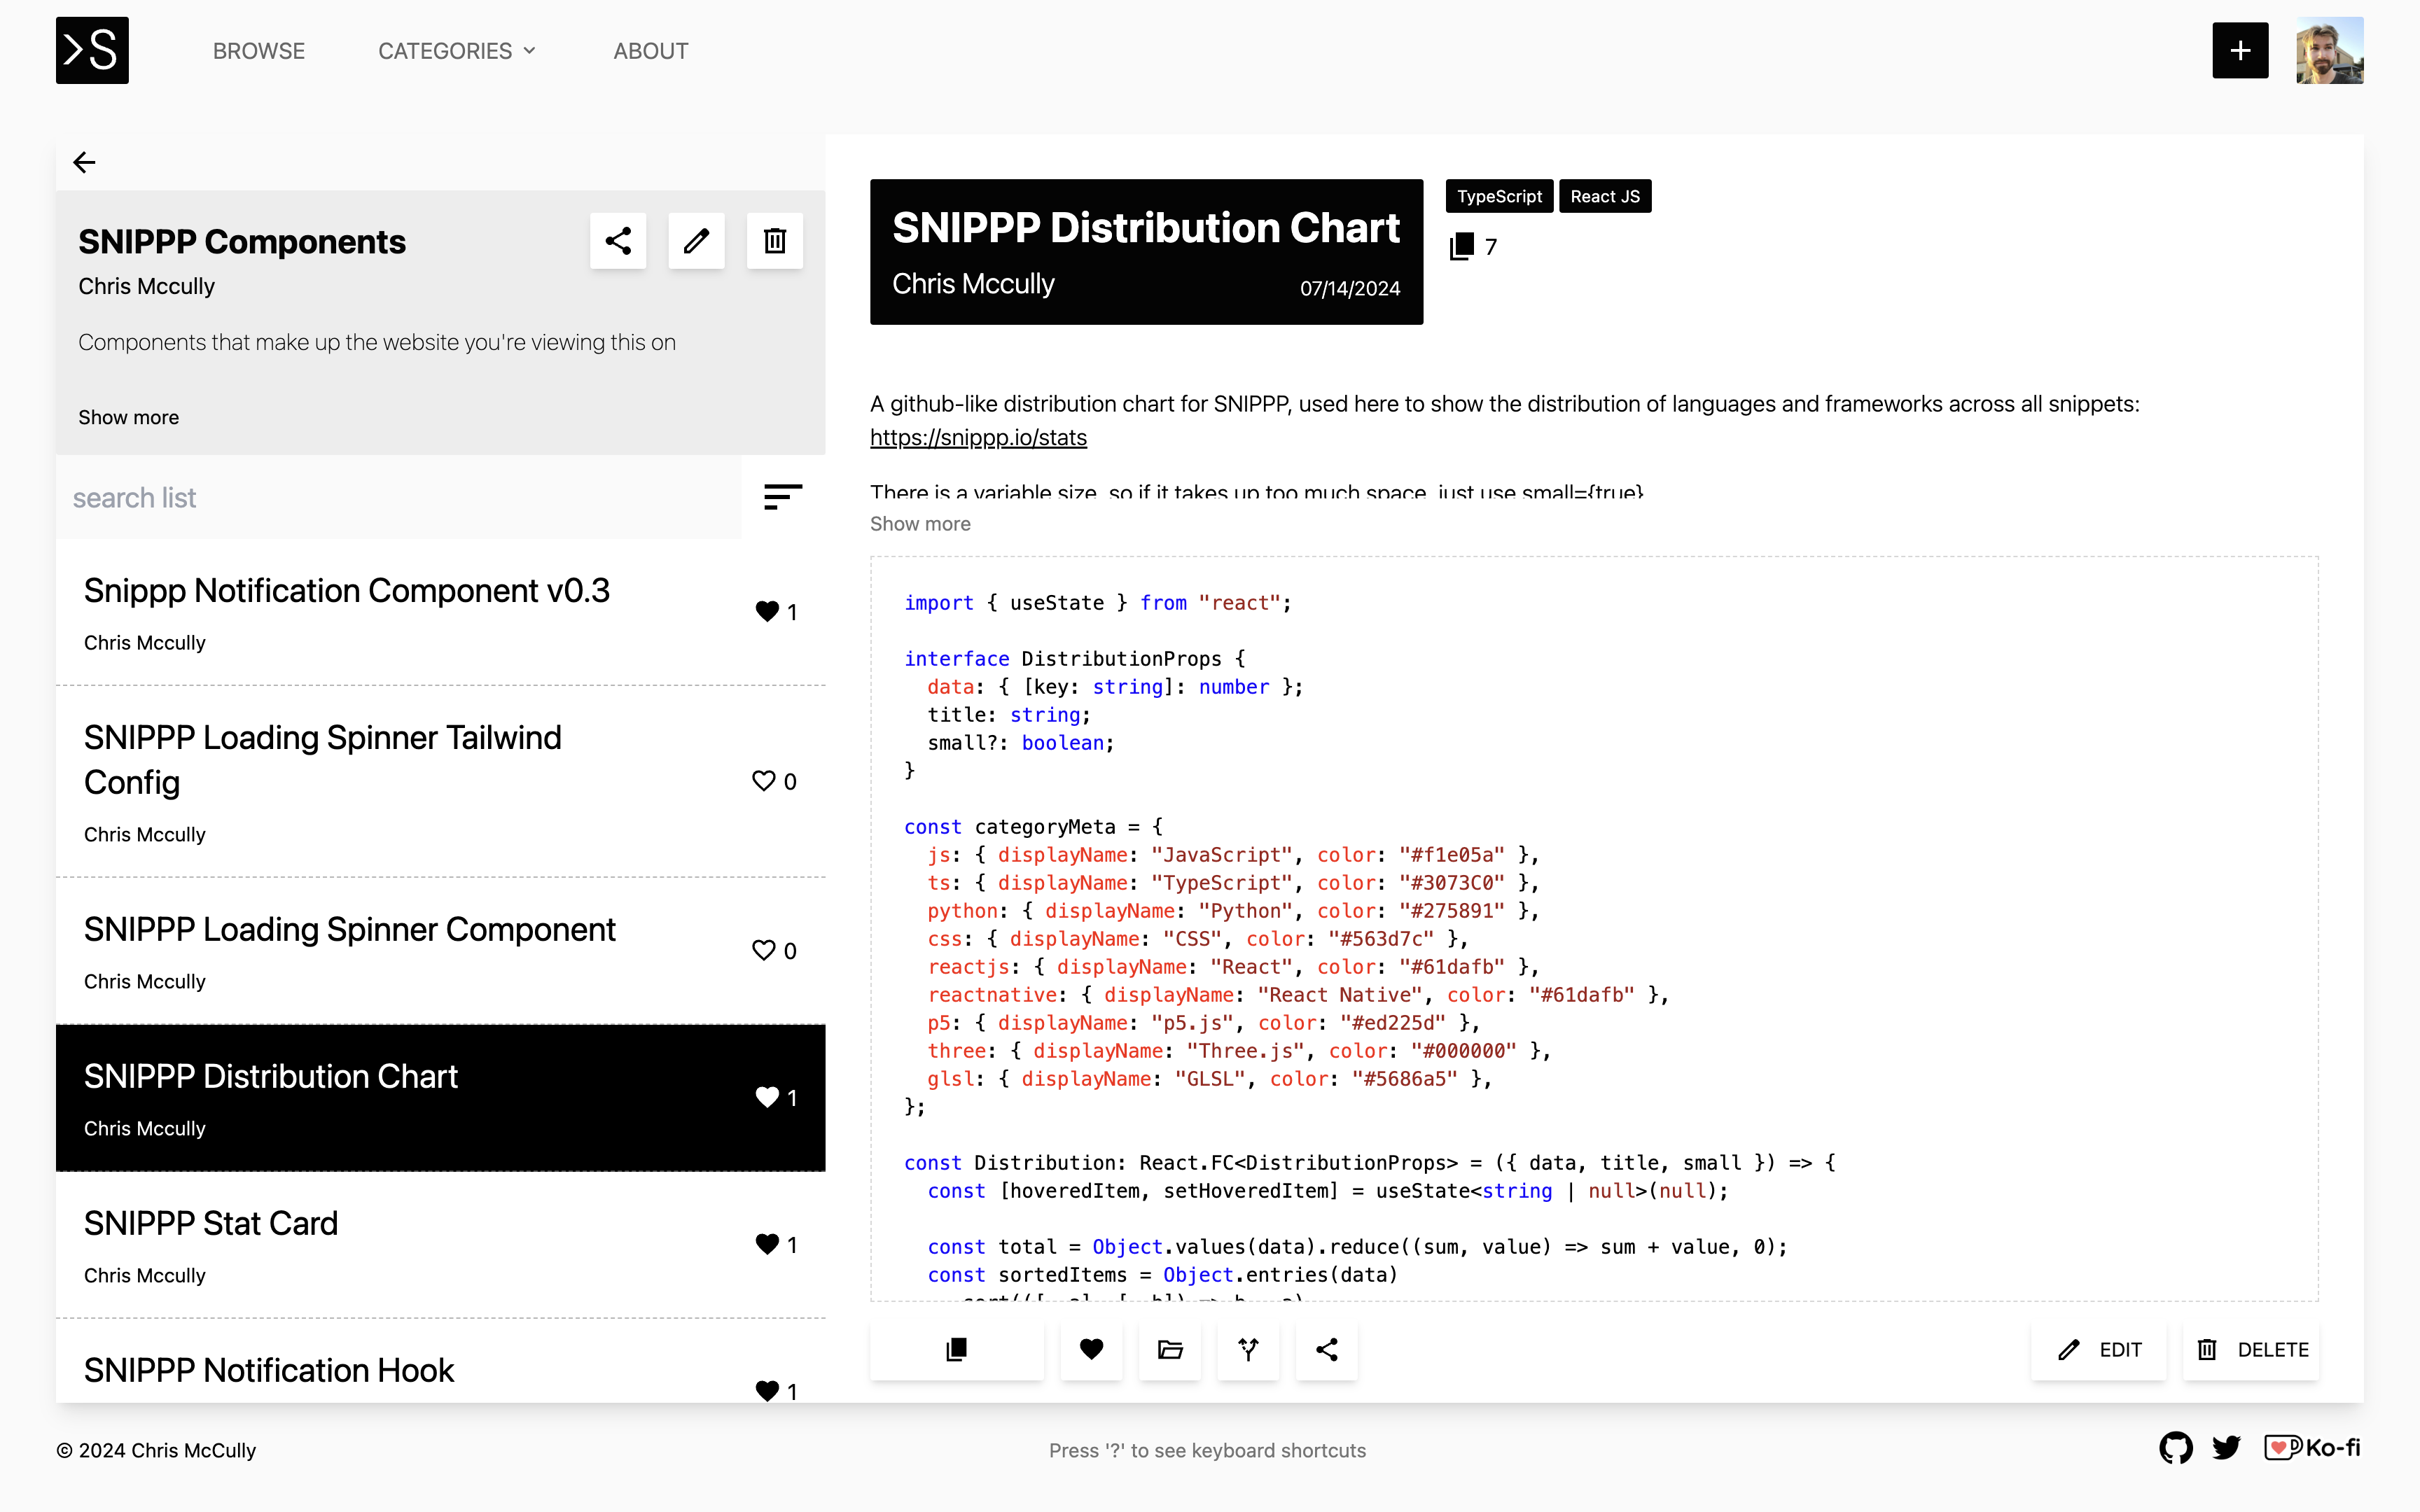 >S
BROWSE
CATEGORIES
ABOUT
SNIPPP Components
Chris Mccully
Components that make up the website you're viewing this on
Show more
search list
Snippp Notification Component v0.3
Chris Mccully
1
SNIPPP Loading Spinner Tailwind
Config
Chris Mccully
0
SNIPPP Loading Spinner Component
Chris Mccully
0
SNIPPP Distribution Chart
Chris Mccully
1
SNIPPP Stat Card
Chris Mccully
1
SNIPPP Notification Hook
1
SNIPPP Distribution Chart
Chris Mccully
07/14/2024
TypeScript
React JS
7
A github-like distribution chart for SNIPPP, used here to show the distribution of languages and frameworks across all snippets:
https://snippp.io/stats
There is a variable size, so if it takes up too much space, just use small={true}
Show more
import { useState } from "react";
interface DistributionProps {
  data: { [key: string]: number };
  title: string;
  small?: boolean;
}
const categoryMeta = {
  js: { displayName: "JavaScript", color: "#f1e05a" },
  ts: { displayName: "TypeScript", color: "#3073C0" },
  python: { displayName: "Python", color: "#275891" },
  css: { displayName: "CSS", color: "#563d7c" },
  reactjs: { displayName: "React", color: "#61dafb" },
  reactnative: { displayName: "React Native", color: "#61dafb" },
  p5: { displayName: "p5.js", color: "#ed225d" },
  three: { displayName: "Three.js", color: "#000000" },
  glsl: { displayName: "GLSL", color: "#5686a5" },
};
const Distribution: React.FC<DistributionProps> = ({ data, title, small }) => {
  const [hoveredItem, setHoveredItem] = useState<string | null>(null);
  const total = Object.values(data).reduce((sum, value) => sum + value, 0);
  const sortedItems = Object.entries(data)
EDIT
DELETE
© 2024 Chris McCully
Press '?' to see keyboard shortcuts
Ko-fi